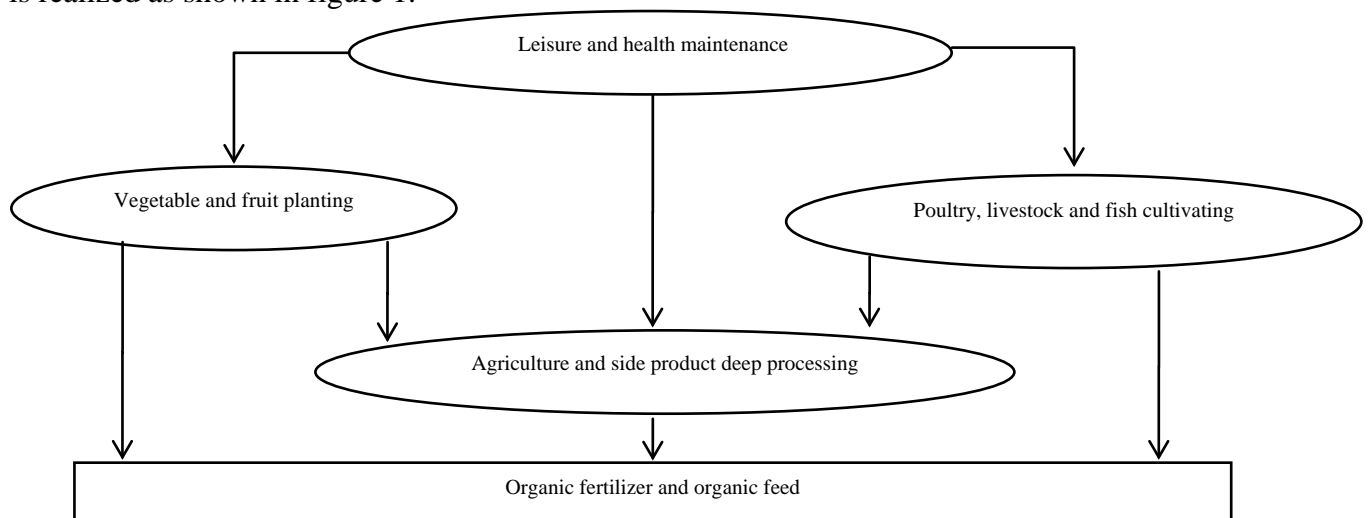 is realized as shown in figure 1.
Leisure and health maintenance
Vegetable and fruit planting
Poultry, livestock and fish cultivating
Agriculture and side product deep processing
Organic fertilizer and organic feed